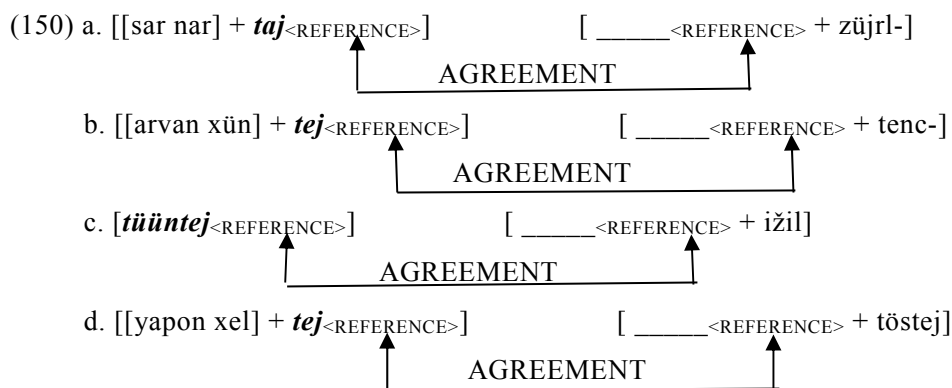 (150) a. [[sar nar] + taj<REFERENCE>] [ _____<REFERENCE> + züjrl-]
AGREEMENT
b. [[arvan xün] + tej<REFERENCE>] [ _____<REFERENCE> + tenc-]
AGREEMENT
c. [tüüntej<REFERENCE>] [ _____<REFERENCE> + ižil]
AGREEMENT
d. [[yapon xel] + tej<REFERENCE>] [ _____<REFERENCE> + töstej]
AGREEMENT